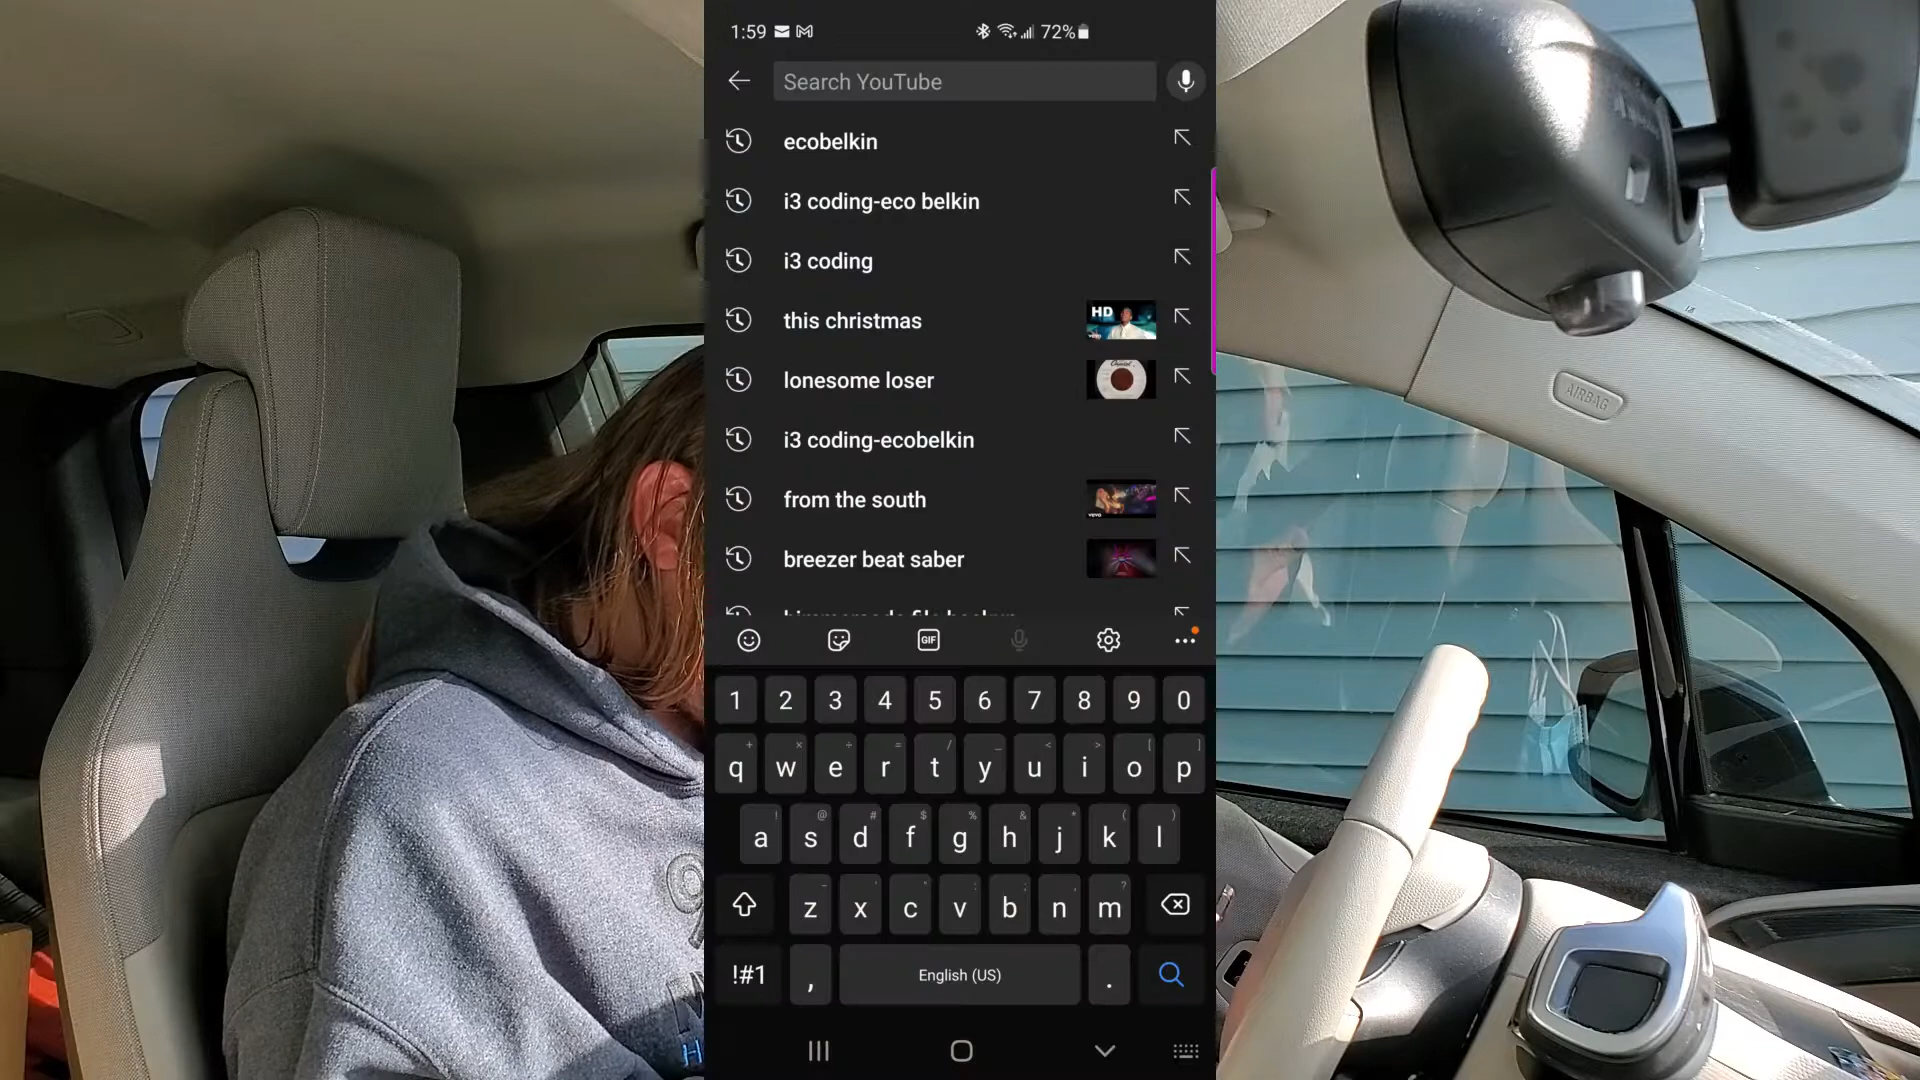 1:59
72%
Search YouTube
ecobelkin
i3 coding-eco belkin
i3 coding
this christmas
HD
lonesome loser
i3 coding-ecobelkin
from the south
vevo
breezer beat saber
GIF
1 2 3 4 5 6 7 8 9 0
q w e r t y u i o p
a s d f g h j k l
z x c v b n m
!#1 , English (US) .
AIRBAG